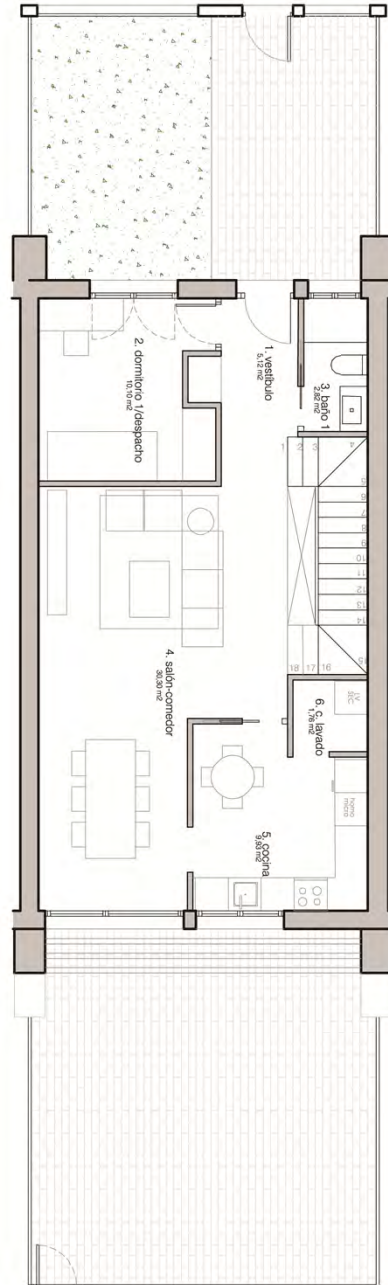 1. vestíbulo
5,12 m2
2. dormitorio 1/despacho
10,10 m2
3. baño 1
2,82 m2
4. salón-comedor
30,30 m2
5. cocina
9,93 m2
6. c. lavado
1,76 m2
LV
SEC
horno
micro
1
2
3
4
5
6
7
8
9
10
11
12
13
14
15
16
17
18